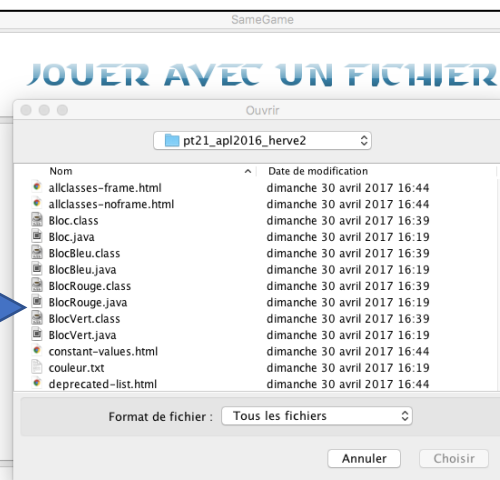 SameGame
JOUER AVEC UN FICHIER
Ouvrir
pt21_apl2016_herve2
Nom Date de modification
allclasses-frame.html dimanche 30 avril 2017 16:44
allclasses-noframe.html dimanche 30 avril 2017 16:44
Bloc.class dimanche 30 avril 2017 16:39
Bloc.java dimanche 30 avril 2017 16:19
BlocBleu.class dimanche 30 avril 2017 16:39
BlocBleu.java dimanche 30 avril 2017 16:19
BlocRouge.class dimanche 30 avril 2017 16:39
BlocRouge.java dimanche 30 avril 2017 16:19
BlocVert.class dimanche 30 avril 2017 16:39
BlocVert.java dimanche 30 avril 2017 16:19
constant-values.html dimanche 30 avril 2017 16:44
couleur.txt dimanche 30 avril 2017 16:19
deprecated-list.html dimanche 30 avril 2017 16:44
Format de fichier : Tous les fichiers
Annuler Choisir